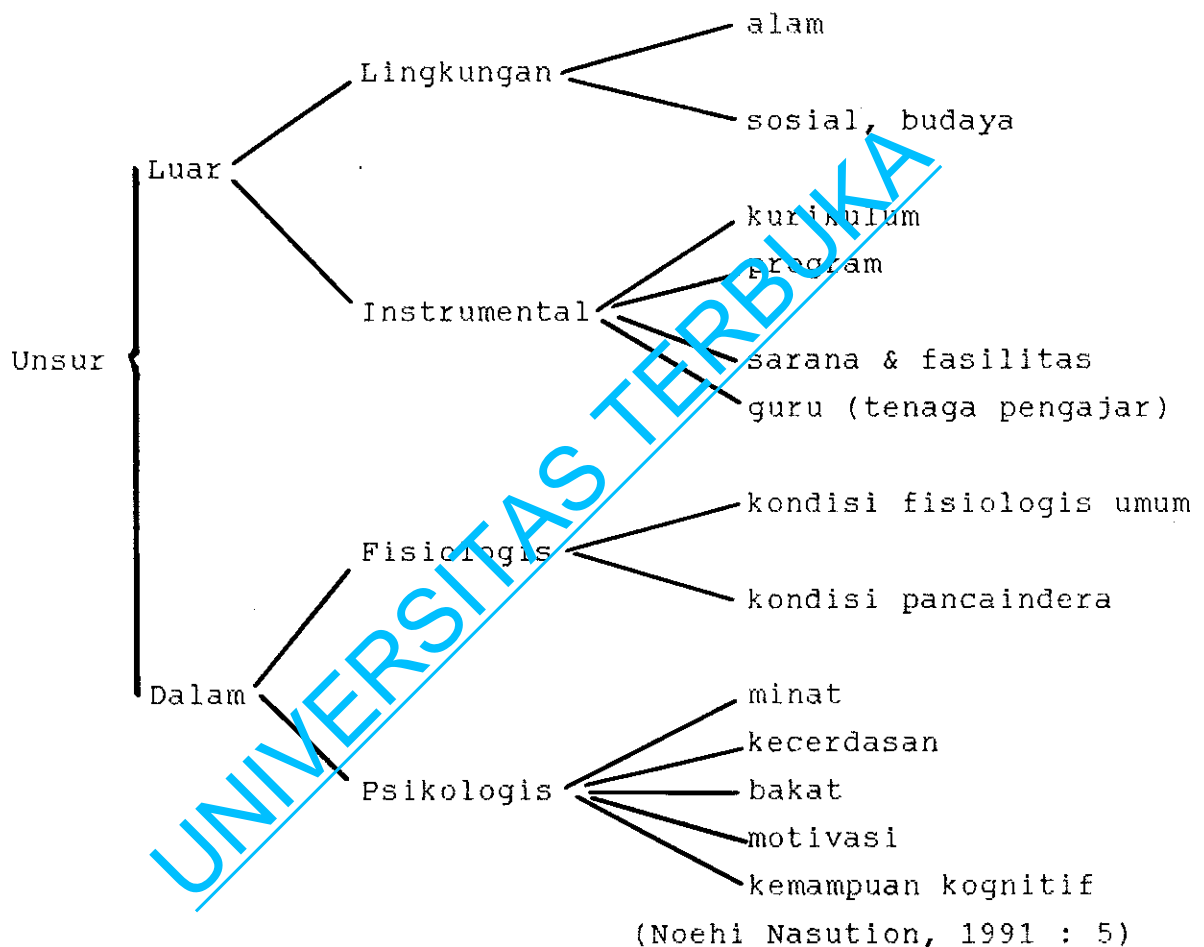 alam
Lingkungan
sosial, budaya
Luar
kurikulum
program
Instrumental
Unsur
sarana & fasilitas
guru (tenaga pengajar)
kondisi fisiologis umum
Fisiologis
kondisi pancaindera
Dalam
minat
kecerdasan
Psikologis
bakat
motivasi
kemampuan kognitif
(Noehi Nasution, 1991 : 5)
UNIVERSITAS TERBUKA